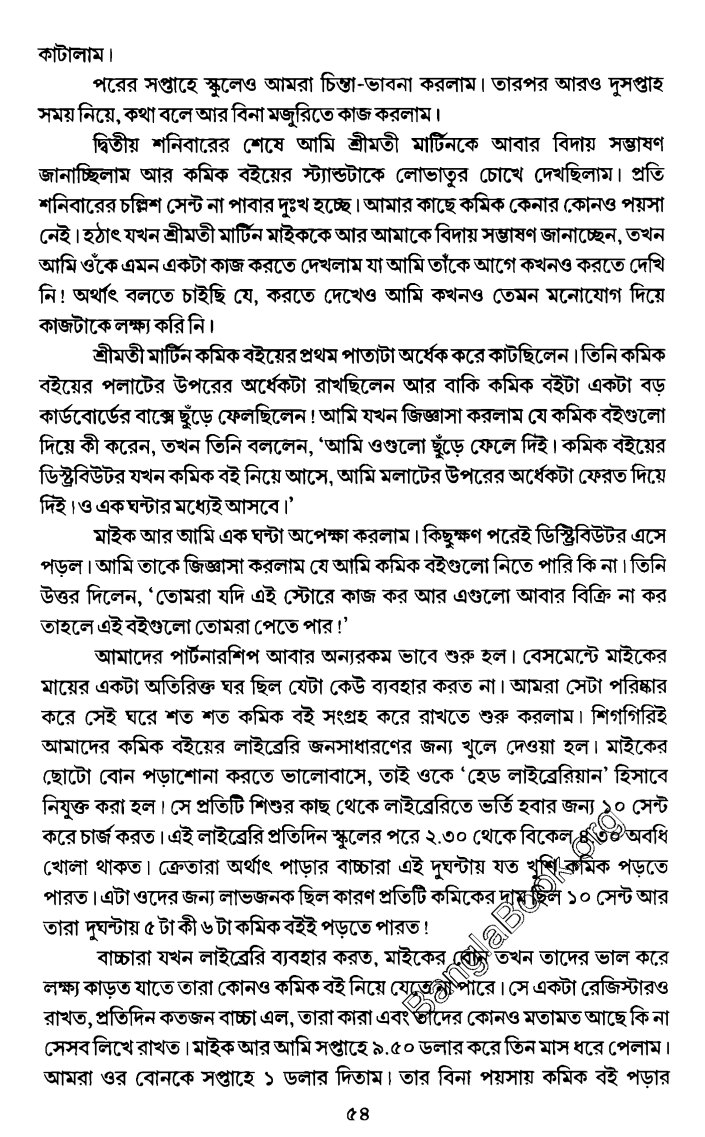 কাটালাম।
পরের সপ্তাহে স্কুলেও আমরা চিন্তা-ভাবনা করলাম। তারপর আরও দুসপ্তাহ
সময় নিয়ে, কথা বলে আর বিনা মজুরিতে কাজ করলাম।
দ্বিতীয় শনিবারের শেষে আমি শ্রীমতী মার্টিনকে আবার বিদায় সম্ভাষণ
জানাচ্ছিলাম আর কমিক বইয়ের স্ট্যান্ডটাকে লোভাতুর চোখে দেখছিলাম। প্রতি
শনিবারের চল্লিশ সেন্ট না পাবার দুঃখ হচ্ছে। আমার কাছে কমিক কেনার কোনও পয়সা
নেই। হঠাৎ যখন শ্রীমতী মার্টিন মাইককে আর আমাকে বিদায় সম্ভাষণ জানাচ্ছেন, তখন
আমি ওঁকে এমন একটা কাজ করতে দেখলাম যা আমি তাঁকে আগে কখনও করতে দেখি
নি! অর্থাৎ বলতে চাইছি যে, করতে দেখেও আমি কখনও তেমন মনোযোগ দিয়ে
কাজটাকে লক্ষ্য করি নি।
শ্রীমতী মার্টিন কমিক বইয়ের প্রথম পাতাটা অর্ধেক করে কাটছিলেন। তিনি কমিক
বইয়ের পলাটের উপরের অর্ধেকটা রাখছিলেন আর বাকি কমিক বইটা একটা বড়
কার্ডবোর্ডের বাক্সে ছুঁড়ে ফেলছিলেন! আমি যখন জিজ্ঞাসা করলাম যে কমিক বইগুলো
দিয়ে কী করেন, তখন তিনি বললেন, ‘আমি ওগুলো ছুঁড়ে ফেলে দিই। কমিক বইয়ের
ডিস্ট্রিবিউটর যখন কমিক বই নিয়ে আসে, আমি মলাটের উপরের অর্ধেকটা ফেরত দিয়ে
দিই। ও এক ঘন্টার মধ্যেই আসবে।’
মাইক আর আমি এক ঘন্টা অপেক্ষা করলাম। কিছুক্ষণ পরেই ডিস্ট্রিবিউটর এসে
পড়ল। আমি তাকে জিজ্ঞাসা করলাম যে আমি কমিক বইগুলো নিতে পারি কি না। তিনি
উত্তর দিলেন, ‘তোমরা যদি এই স্টোরে কাজ কর আর এগুলো আবার বিক্রি না কর
তাহলে এই বইগুলো তোমরা পেতে পার!’
আমাদের পার্টনারশিপ আবার অন্যরকম ভাবে শুরু হল। বেসমেন্টে মাইকের
মায়ের একটা অতিরিক্ত ঘর ছিল যেটা কেউ ব্যবহার করত না। আমরা সেটা পরিষ্কার
করে সেই ঘরে শত শত কমিক বই সংগ্রহ করে রাখতে শুরু করলাম। শিগগিরিই
আমাদের কমিক বইয়ের লাইব্রেরি জনসাধারণের জন্য খুলে দেওয়া হল। মাইকের
ছোটো বোন পড়াশোনা করতে ভালোবাসে, তাই ওকে ‘হেড লাইব্রেরিয়ান’ হিসাবে
নিযুক্ত করা হল। সে প্রতিটি শিশুর কাছ থেকে লাইব্রেরিতে ভর্তি হবার জন্য ১০ সেন্ট
করে চার্জ করত। এই লাইব্রেরি প্রতিদিন স্কুলের পরে ২.৩০ থেকে বিকেল ৪.৩০ অবধি
খোলা থাকত। ক্রেতারা অর্থাৎ পাড়ার বাচ্চারা এই দুঘন্টায় যত খুশি কমিক পড়তে
পারত। এটা ওদের জন্য লাভজনক ছিল কারণ প্রতিটি কমিকের দাম ছিল ১০ সেন্ট আর
তারা দুঘন্টায় ৫ টা কী ৬ টা কমিক বইই পড়তে পারত!
বাচ্চারা যখন লাইব্রেরি ব্যবহার করত, মাইকের বোন তখন তাদের ভাল করে
লক্ষ্য কাড়ত যাতে তারা কোনও কমিক বই নিয়ে যেতে না পারে। সে একটা রেজিস্টারও
রাখত, প্রতিদিন কতজন বাচ্চা এল, তারা কারা এবং তাদের কোনও মতামত আছে কি না
সেসব লিখে রাখত। মাইক আর আমি সপ্তাহে ৯.৫০ ডলার করে তিন মাস ধরে পেলাম।
আমরা ওর বোনকে সপ্তাহে ১ ডলার দিতাম। তার বিনা পয়সায় কমিক বই পড়ার
৫৪
BanglaBook.org